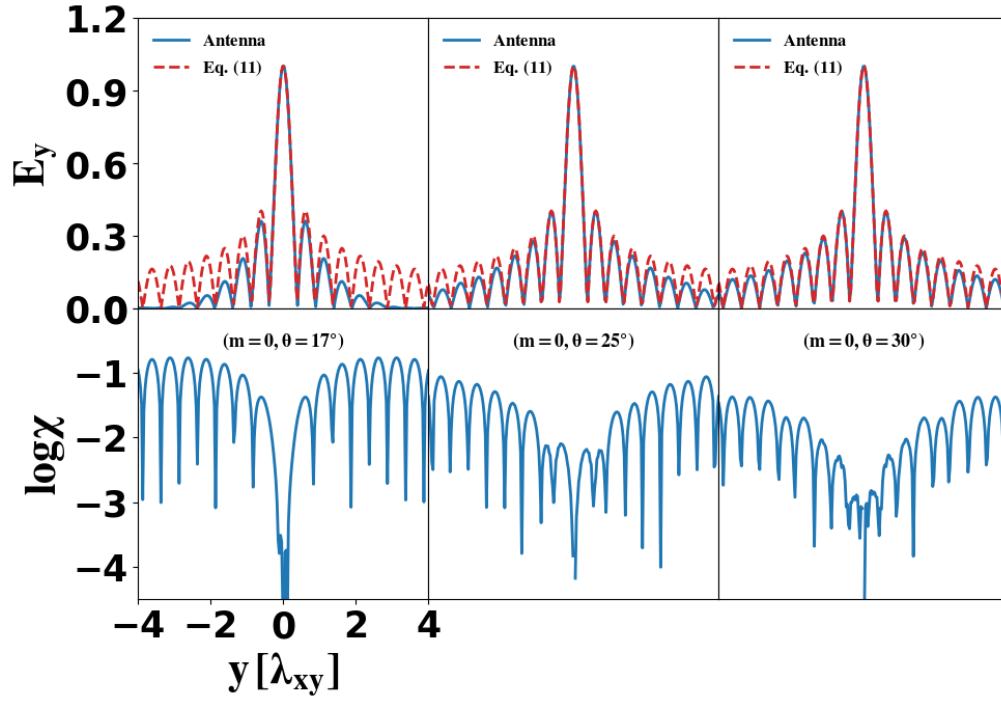 1.2
Antenna
Eq. (11)
Antenna
Eq. (11)
Antenna
Eq. (11)
0.9
E_y
0.6
0.3
0.0
(m = 0, θ = 17°)
(m = 0, θ = 25°)
(m = 0, θ = 30°)
−1
logχ
−2
−3
−4
−4 −2 0 2 4
y [λ_xy]